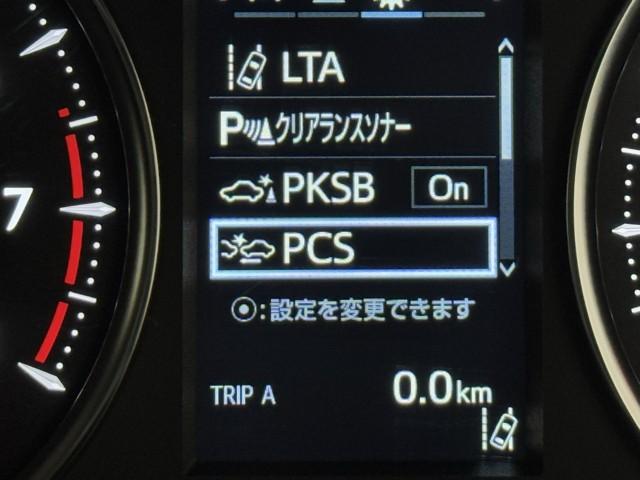 LTA
P クリアランスソナー
PKSB On
PCS
7
⦿:設定を変更できます
TRIP A 0.0km